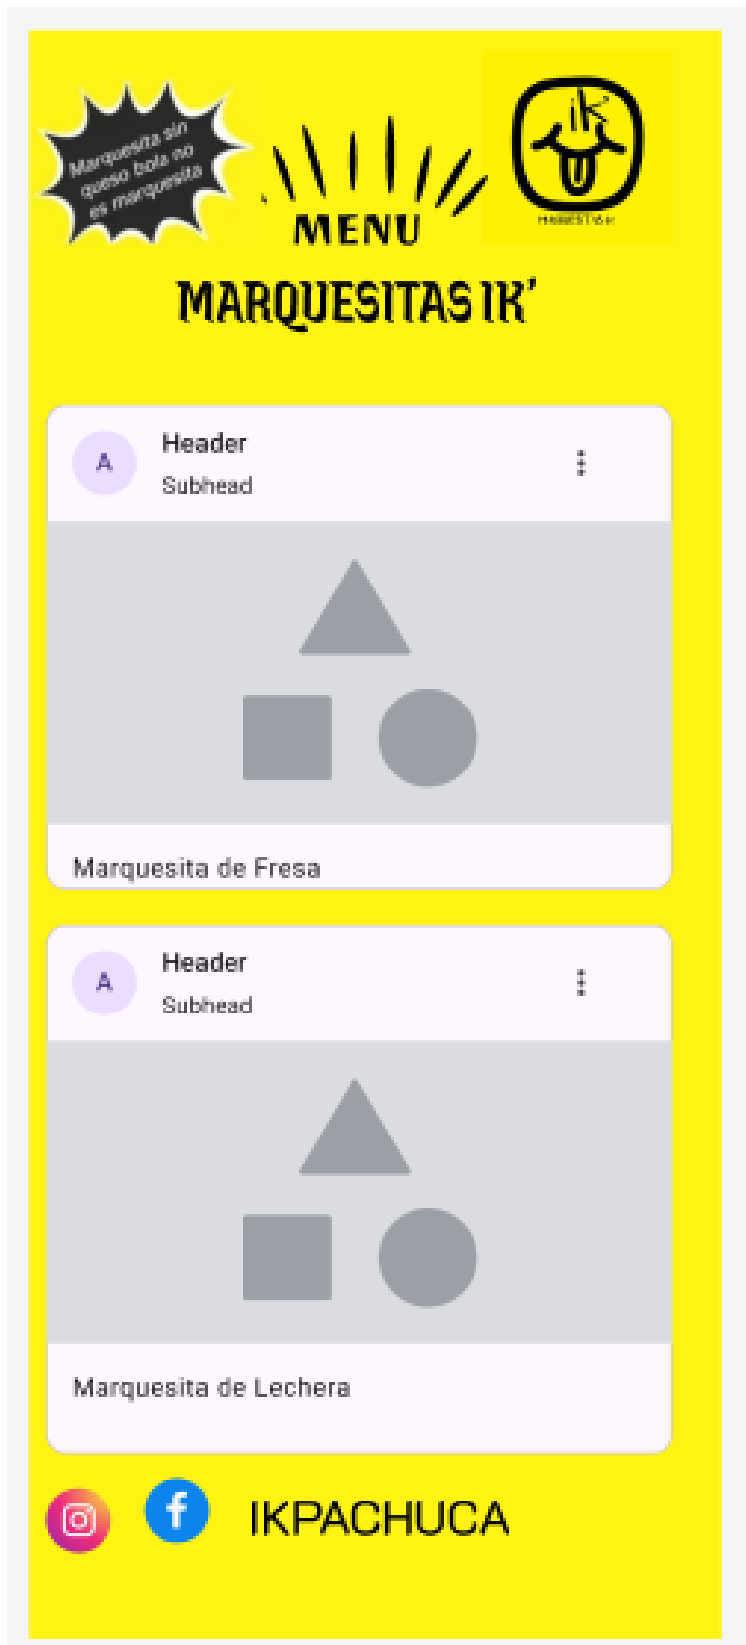 Marquesita sin
queso bola no
es marquesita
MENU
ik
MARQUESITAS IK'
A
Header
Subhead
Marquesita de Fresa
A
Header
Subhead
Marquesita de Lechera
IKPACHUCA